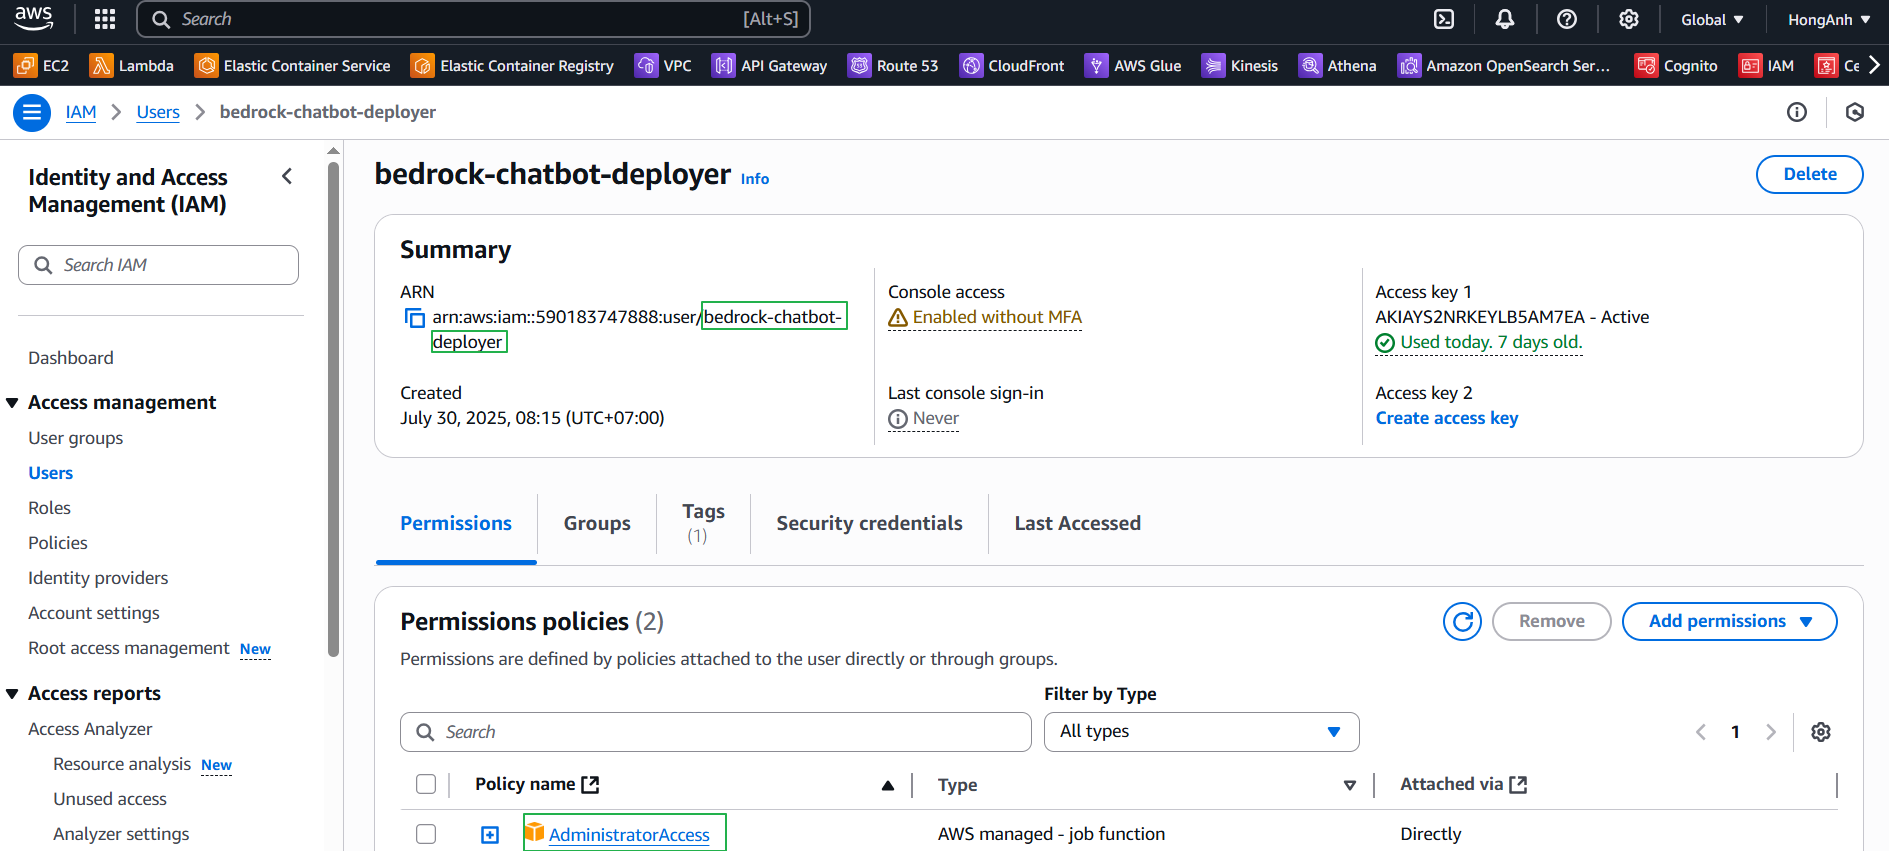 aws
Search [Alt+S]
Global HongAnh
EC2 Lambda Elastic Container Service Elastic Container Registry VPC API Gateway Route 53 CloudFront AWS Glue Kinesis Athena Amazon OpenSearch Ser... Cognito IAM Ce
IAM > Users > bedrock-chatbot-deployer
Identity and Access
Management (IAM)
Search IAM
Dashboard
Access management
User groups
Users
Roles
Policies
Identity providers
Account settings
Root access management New
Access reports
Access Analyzer
Resource analysis New
Unused access
Analyzer settings
bedrock-chatbot-deployer Info
Delete
Summary
ARN
arn:aws:iam::590183747888:user/bedrock-chatbot-
deployer
Created
July 30, 2025, 08:15 (UTC+07:00)
Console access
Enabled without MFA
Last console sign-in
Never
Access key 1
AKIAYS2NRKEYLB5AM7EA - Active
Used today. 7 days old.
Access key 2
Create access key
Permissions
Groups
Tags
(1)
Security credentials
Last Accessed
Permissions policies (2)
Remove
Add permissions
Permissions are defined by policies attached to the user directly or through groups.
Filter by Type
Search
All types
1
Policy name Type Attached via
AdministratorAccess AWS managed - job function Directly